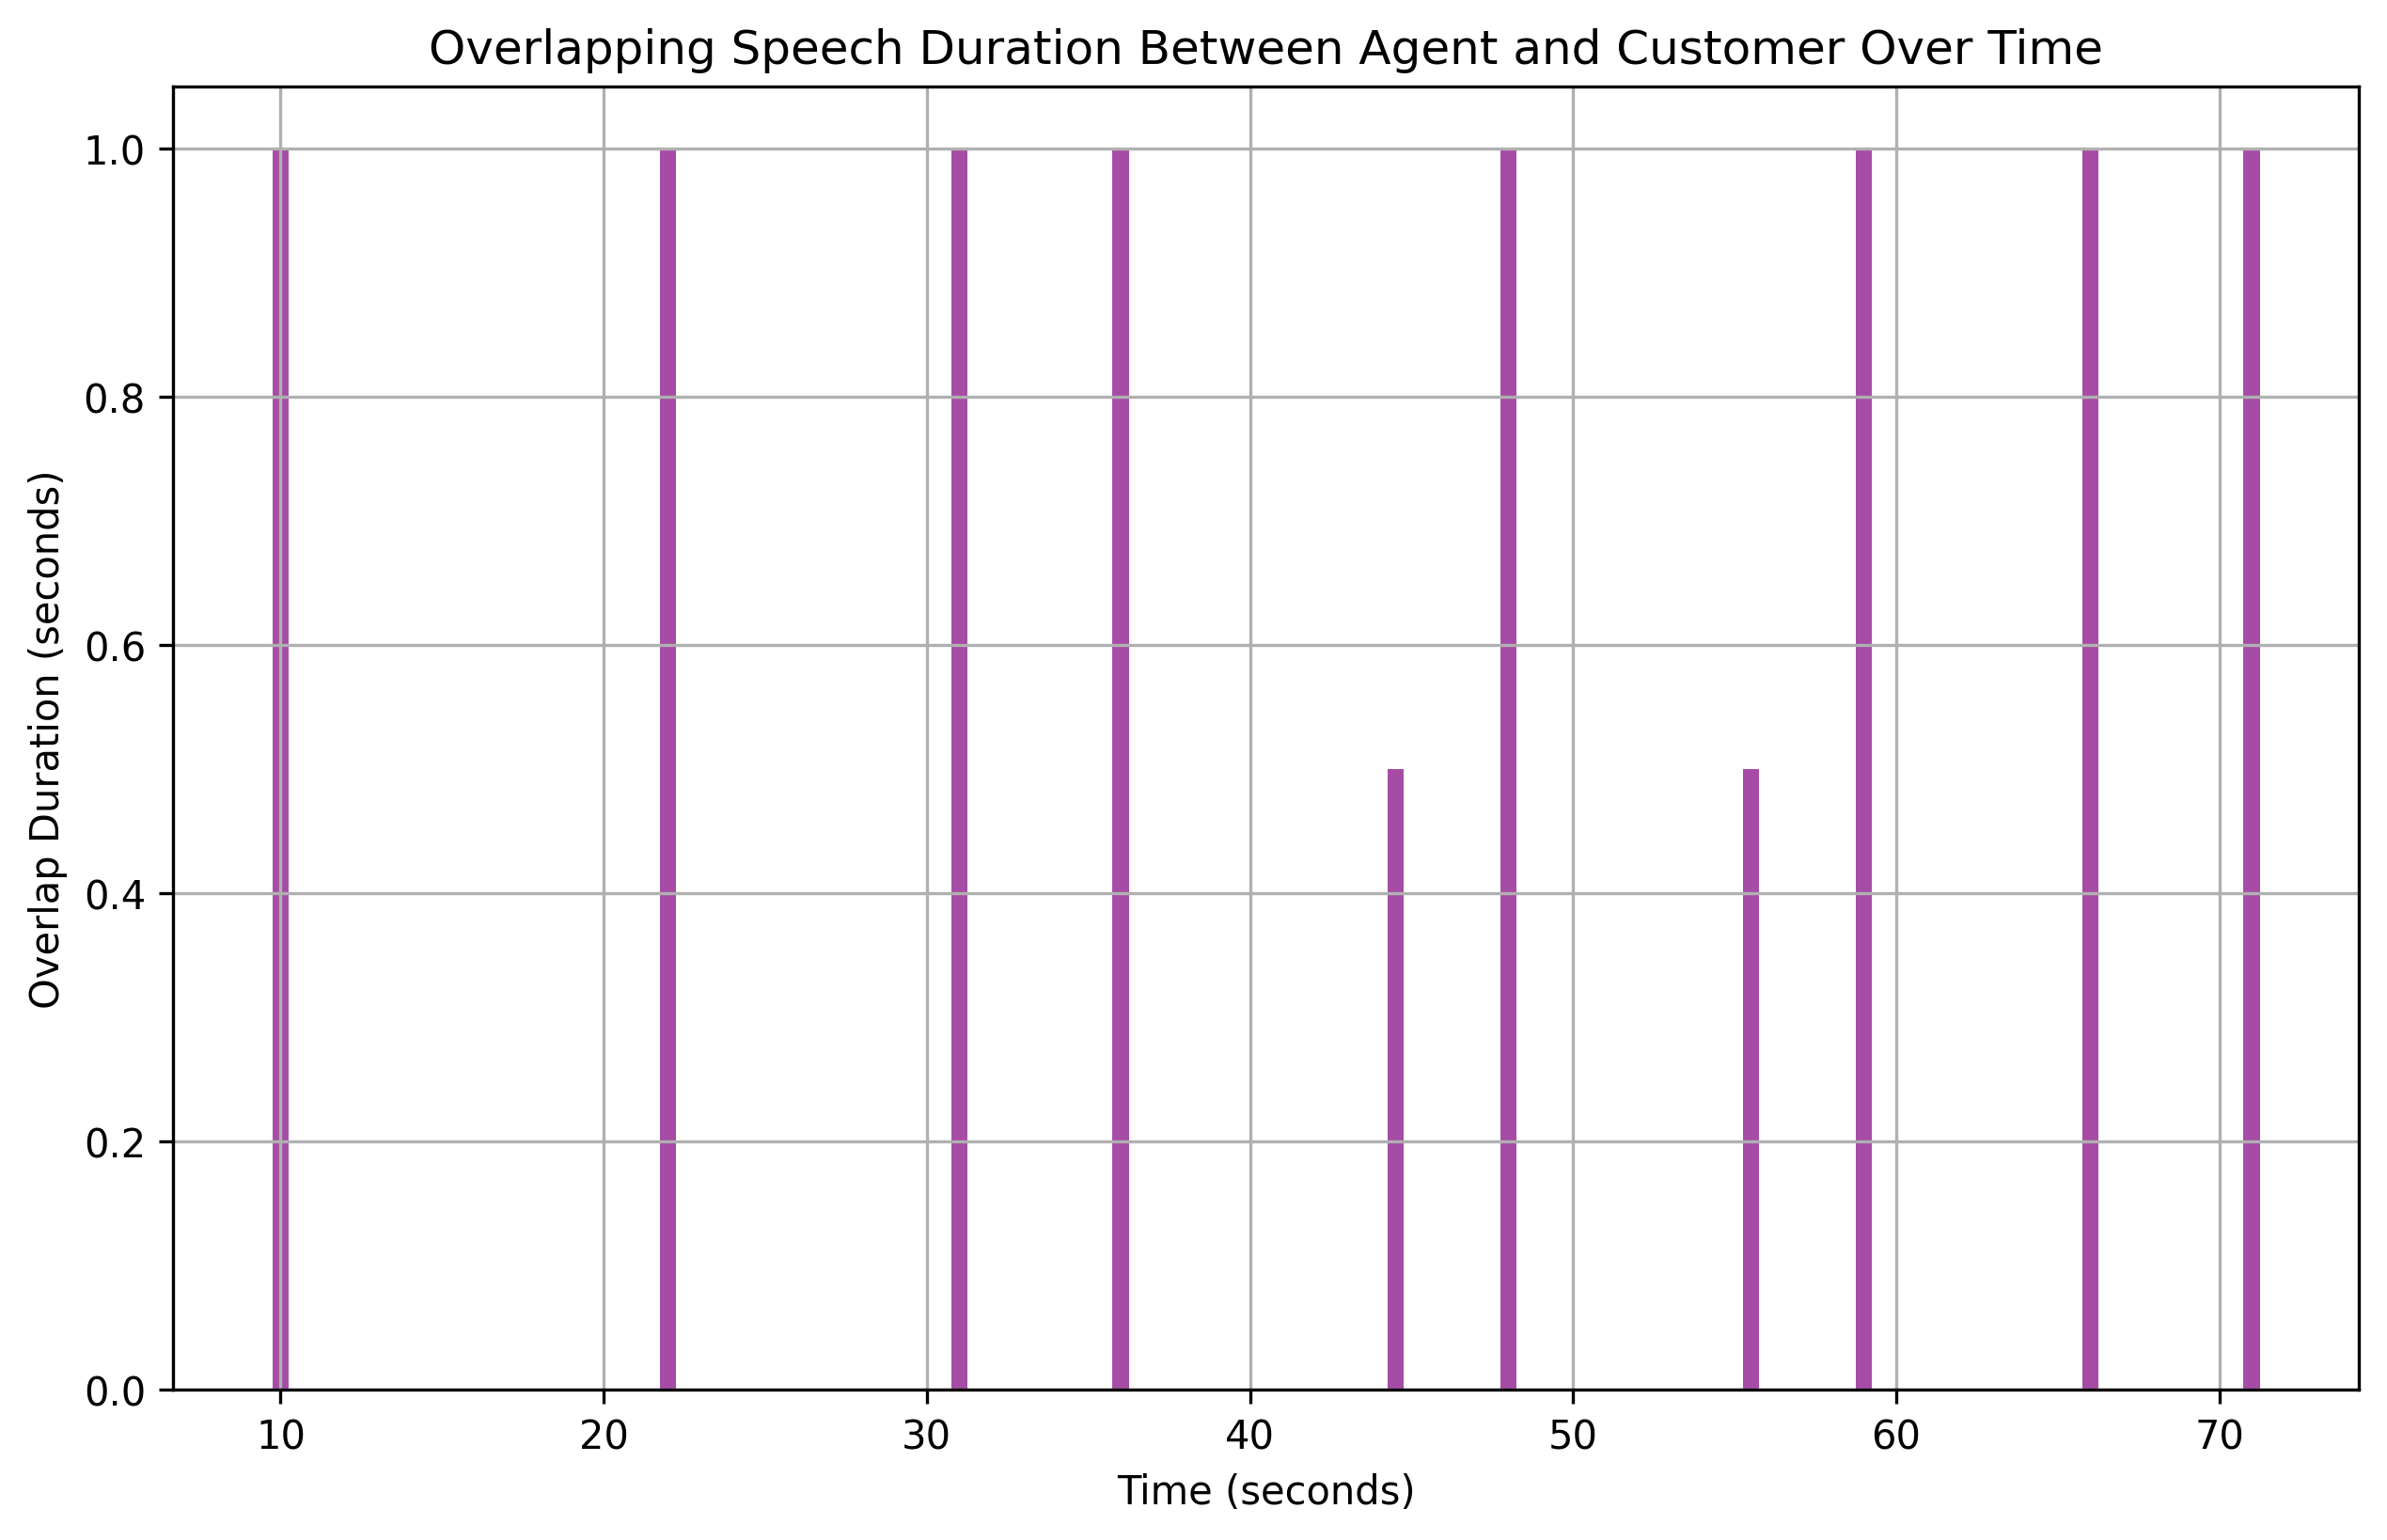 Overlapping Speech Duration Between Agent and Customer Over Time
Overlap Duration (seconds)
1.0
0.8
0.6
0.4
0.2
0.0
10 20 30 40 50 60 70
Time (seconds)